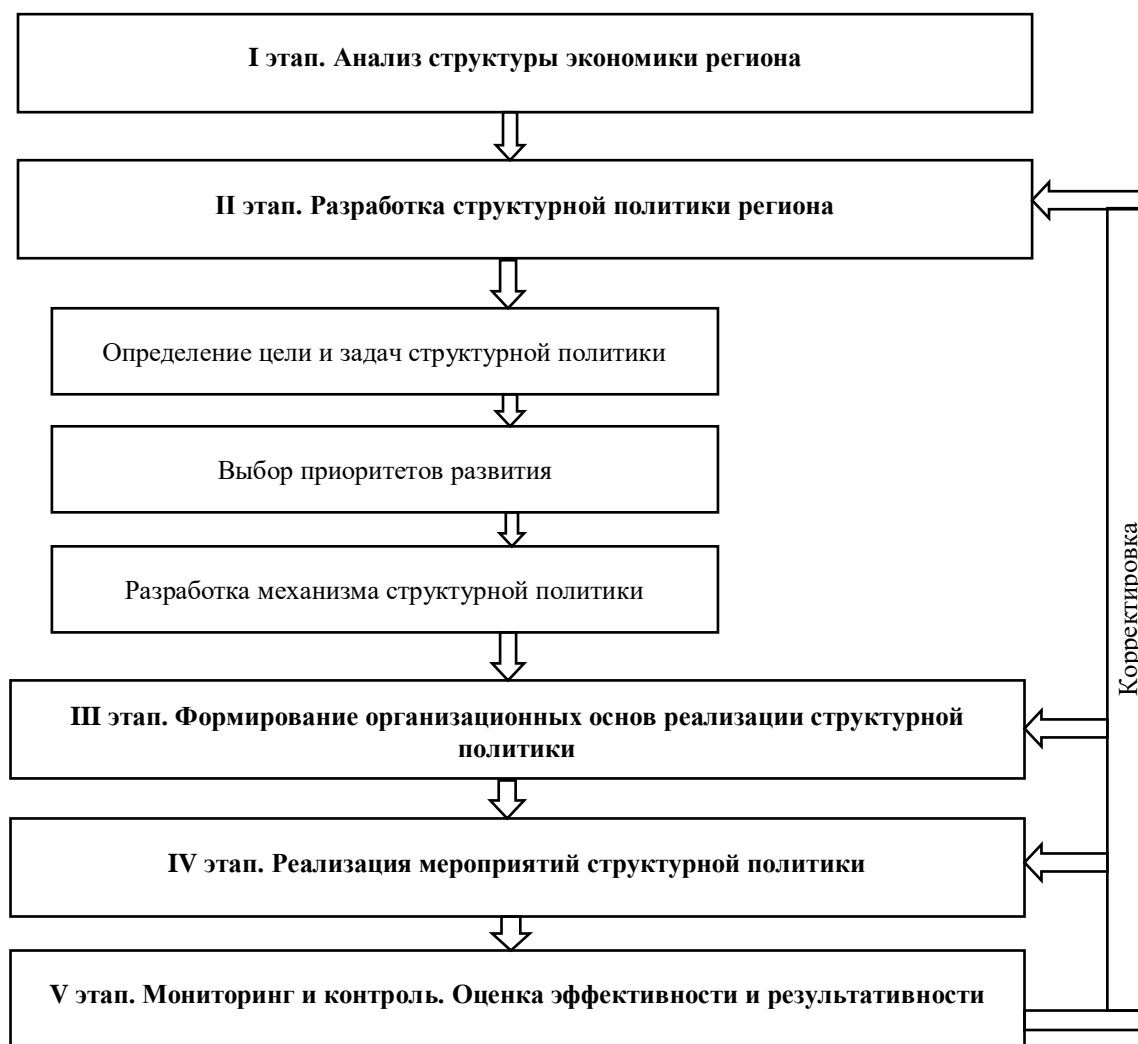 I этап. Анализ структуры экономики региона
II этап. Разработка структурной политики региона
Определение цели и задач структурной политики
Выбор приоритетов развития
Разработка механизма структурной политики
Корректировка
III этап. Формирование организационных основ реализации структурной
политики
IV этап. Реализация мероприятий структурной политики
V этап. Мониторинг и контроль. Оценка эффективности и результативности